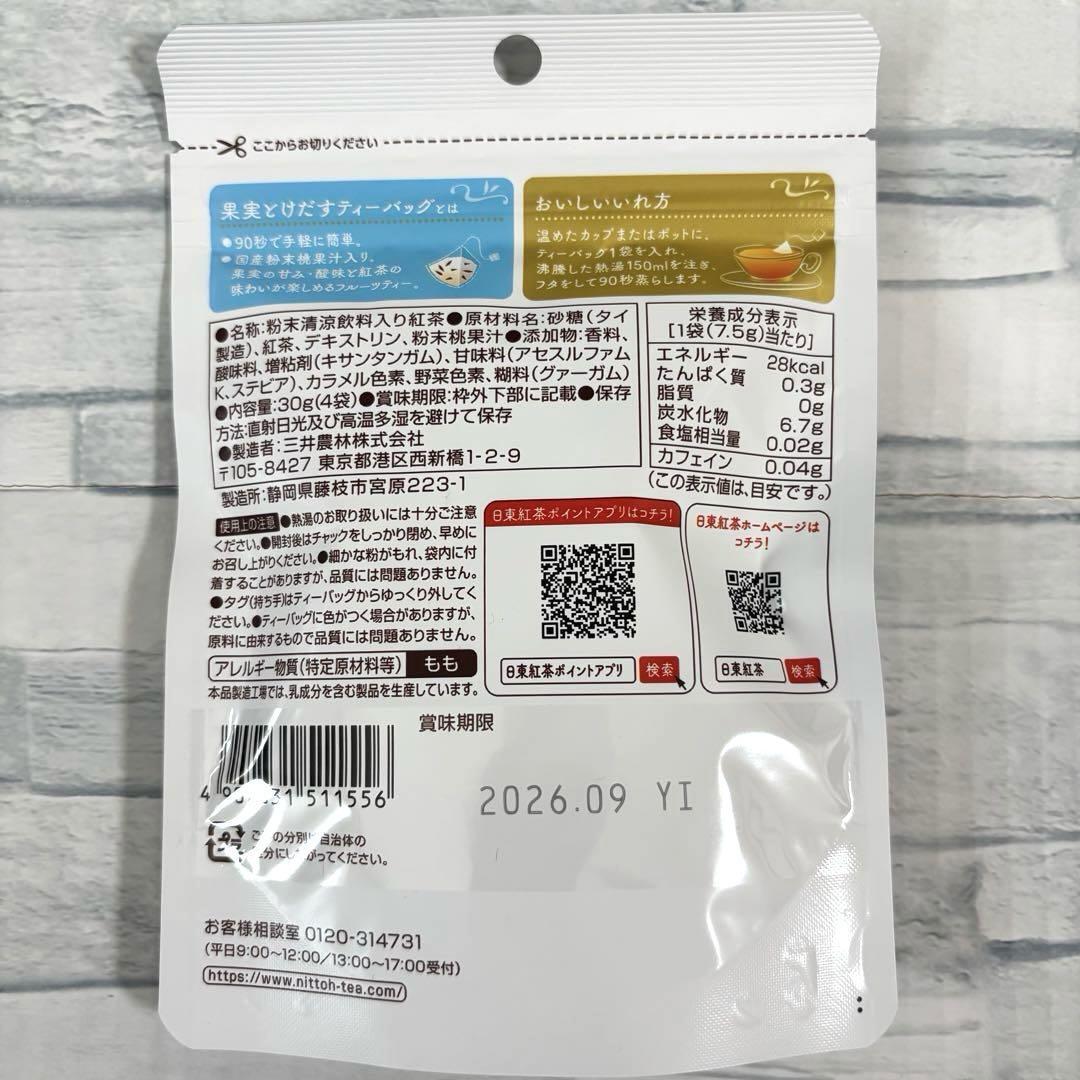 ここからお切りください
果実とけだすティーバッグとは
●90秒で手軽に簡単。
●国産粉末桃果汁入り。
果実の甘み・酸味と紅茶の
味わいが楽しめるフルーツティー。
おいしいいれ方
温めたカップまたはポットに、
ティーバッグ1袋を入れ、
沸騰した熱湯150mlを注ぎ、
フタをして90秒蒸らします。
●名称:粉末清涼飲料入り紅茶●原材料名:砂糖(タイ
製造)、紅茶、デキストリン、粉末桃果汁●添加物:香料、
酸味料、増粘剤(キサンタンガム)、甘味料(アセスルファム
K、ステビア)、カラメル色素、野菜色素、糊料(グァーガム)
●内容量:30g(4袋)●賞味期限:枠外下部に記載●保存
方法:直射日光及び高温多湿を避けて保存
●製造者:三井農林株式会社
〒105-8427 東京都港区西新橋1-2-9
製造所:静岡県藤枝市宮原223-1
栄養成分表示
[1袋(7.5g)当たり]
エネルギー 28kcal
たんぱく質 0.3g
脂質 0g
炭水化物 6.7g
食塩相当量 0.02g
カフェイン 0.04g
(この表示値は、目安です。)
使用上の注意 ●熱湯のお取り扱いには十分ご注意
ください。●開封後はチャックをしっかり閉め、早めに
お召し上がりください。●細かな粉がもれ、袋内に付
着することがありますが、品質には問題ありません。
●タグ(持ち手)はティーバッグからゆっくり外してく
ださい。●ティーバッグに色がつく場合がありますが、
原料に由来するもので品質には問題ありません。
アレルギー物質(特定原材料等) もも
本品製造工場では、乳成分を含む製品を生産しています。
日東紅茶ポイントアプリはコチラ!
日東紅茶ポイントアプリ 検索
日東紅茶ホームページは
コチラ!
日東紅茶 検索
賞味期限
2026.09 YI
4 31 511556
の分別は自治体の
区分にしたがってください。
お客様相談室 0120-314731
(平日9:00～12:00/13:00～17:00受付)
https://www.nittoh-tea.com/